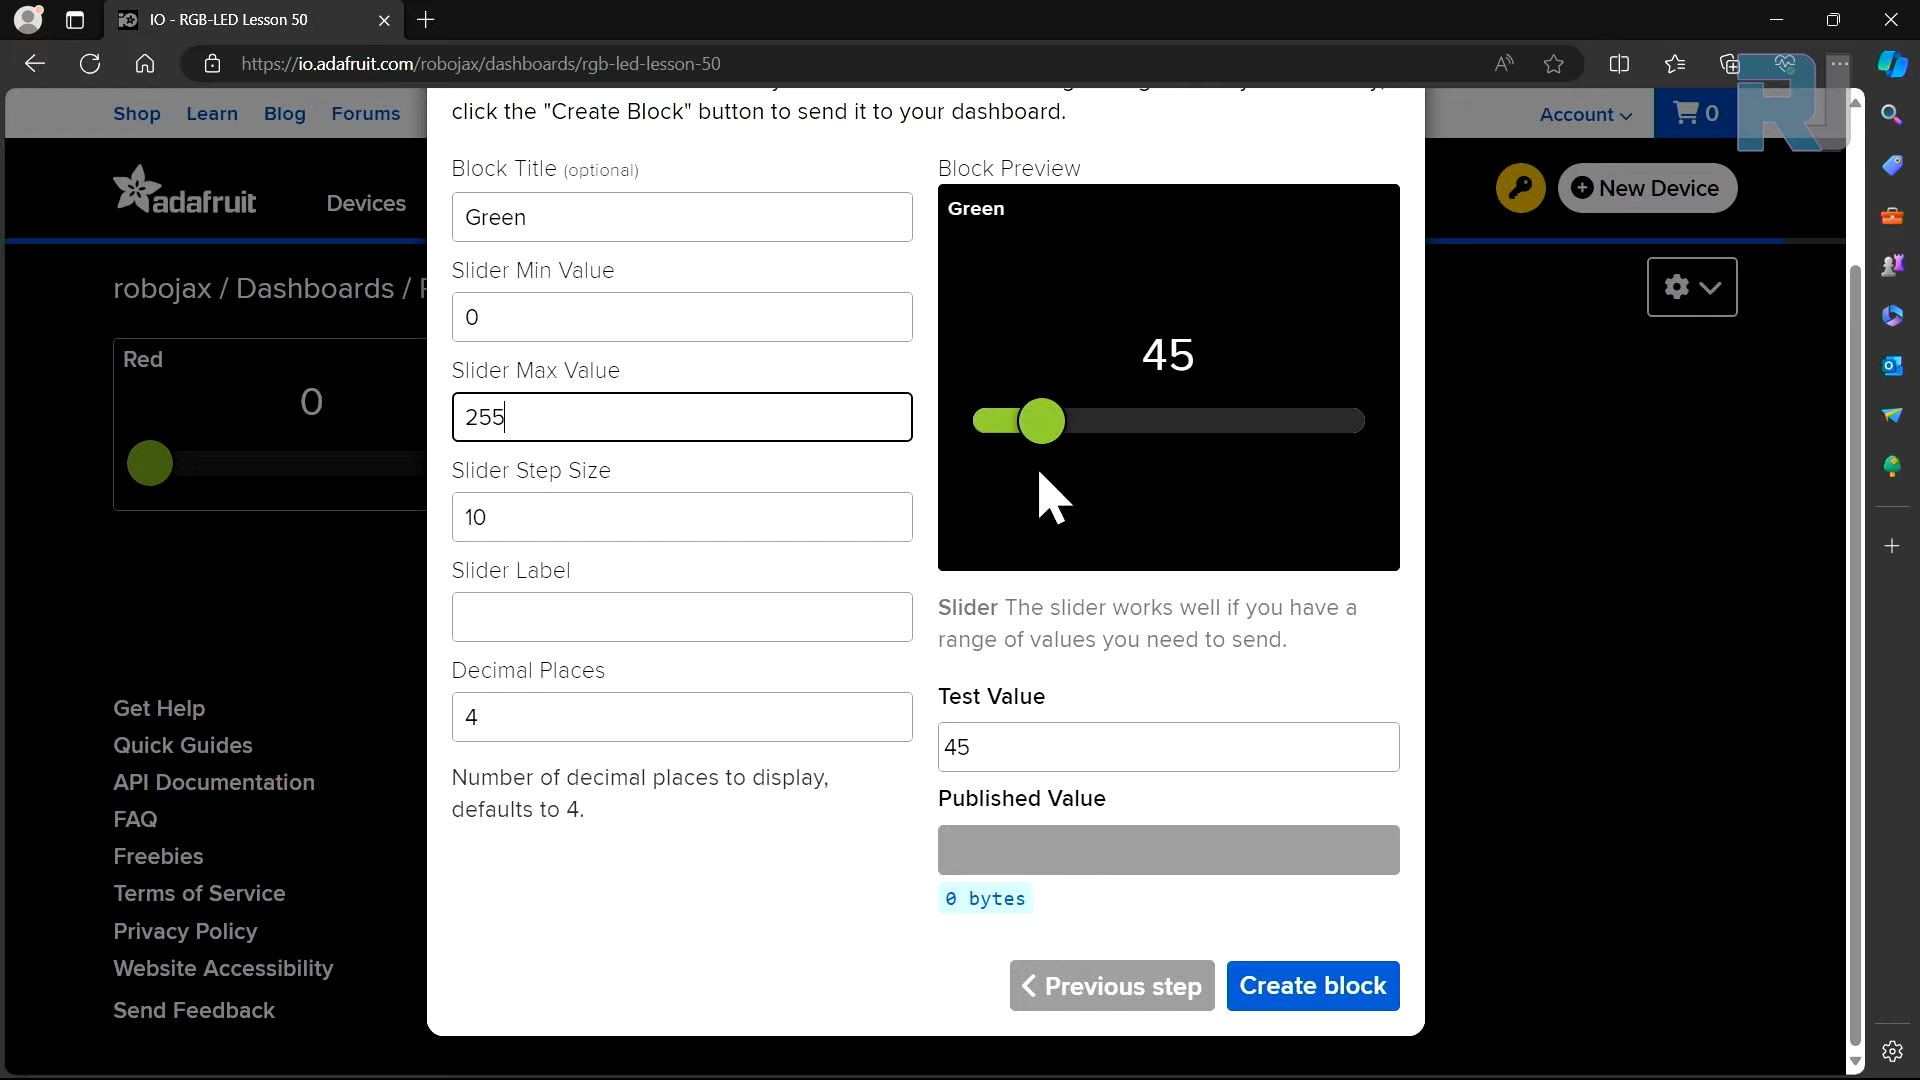 IO - RGB-LED Lesson 50
https://io.adafruit.com/robojax/dashboards/rgb-led-lesson-50
Shop Learn Blog Forums
Account
0
click the "Create Block" button to send it to your dashboard.
adafruit
Devices
New Device
robojax / Dashboards /
Red
0
Block Title (optional)
Green
Slider Min Value
0
Slider Max Value
255
Slider Step Size
10
Slider Label
Decimal Places
4
Number of decimal places to display,
defaults to 4.
Block Preview
Green
45
Slider The slider works well if you have a
range of values you need to send.
Test Value
45
Published Value
0 bytes
Previous step
Create block
Get Help
Quick Guides
API Documentation
FAQ
Freebies
Terms of Service
Privacy Policy
Website Accessibility
Send Feedback